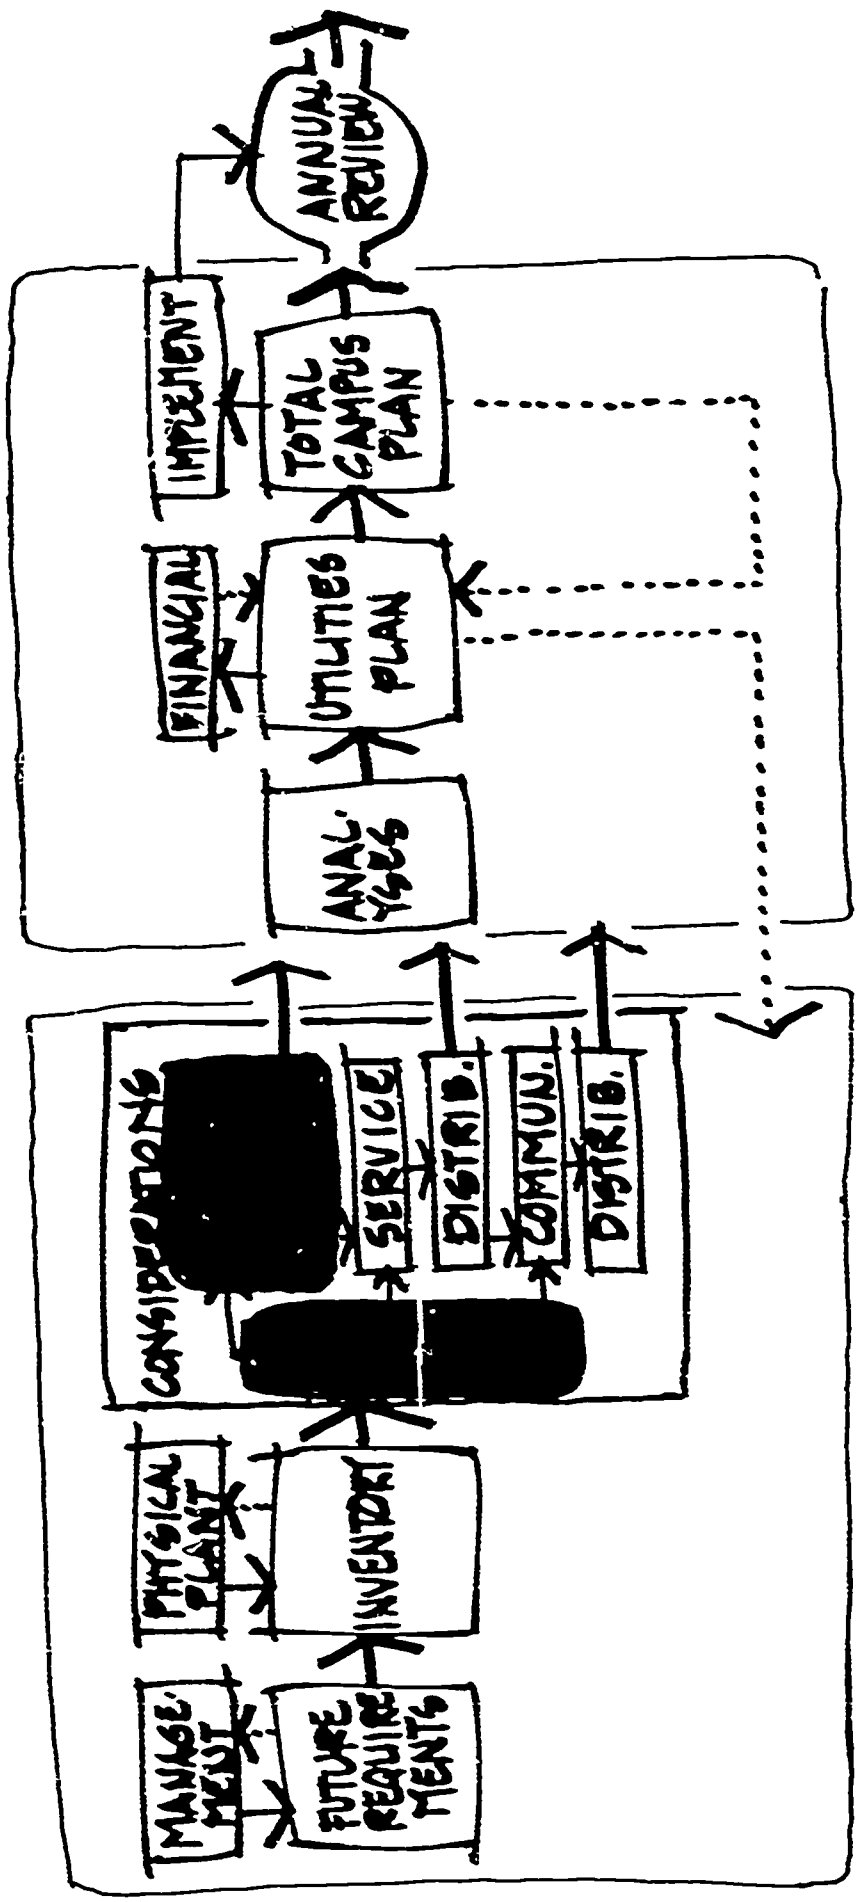 MANAGE-
MENT
PHYSICAL
PLANT
FUTURE
REQUIRE
MENTS
INVENTORY
CONSIDERATIONS
SERVICE
DISTRIB.
COMMUN.
DISTRIB.
ANAL-
YSES
FINANCIAL
UTILITIES
PLAN
IMPLEMENT
TOTAL
CAMPUS
PLAN
ANNUAL
REVIEW